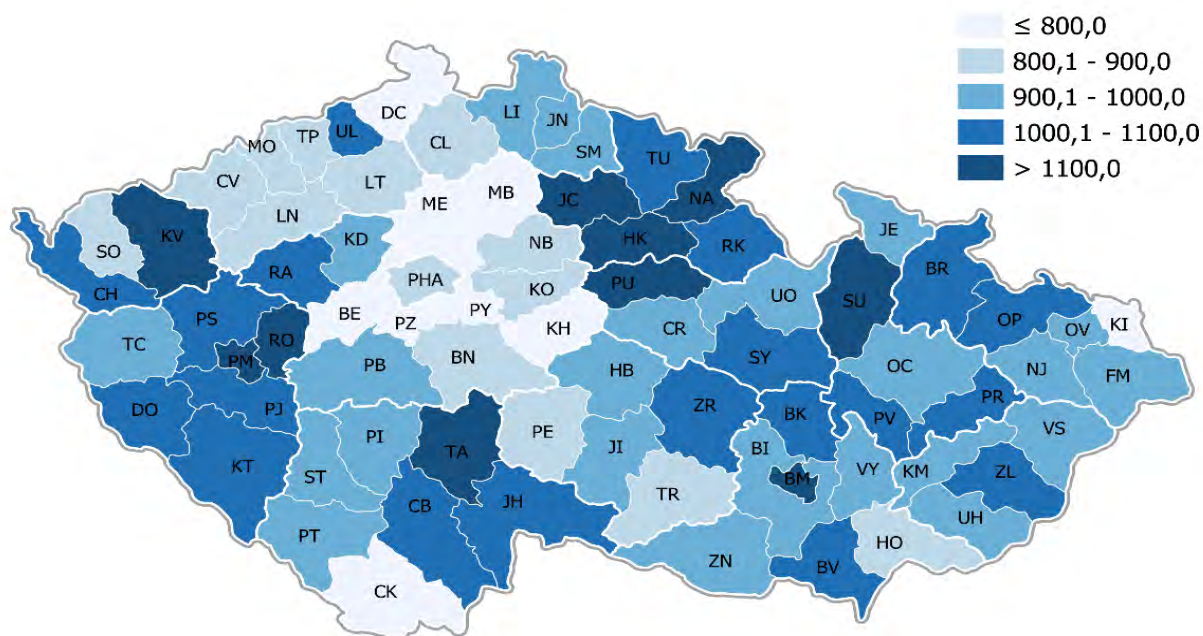 ≤ 800,0
800,1 - 900,0
900,1 - 1000,0
1000,1 - 1100,0
> 1100,0
DC
LI
JN
TP
UL
MO
CL
SM
TU
CV
LT
MB
JC
NA
ME
LN
SO
KV
KD
NB
HK
RK
JE
PHA
RA
KO
PU
CH
UO
SU
BR
BE
PY
PS
PZ
KH
OP
KI
CR
OV
RO
TC
PM
BN
SY
PB
OC
HB
NJ
FM
PR
DO
PJ
ZR
BK
PV
VS
PI
PE
TA
JI
BI
KT
ST
VY
KM
ZL
BM
TR
JH
CB
UH
PT
HO
ZN
BV
CK